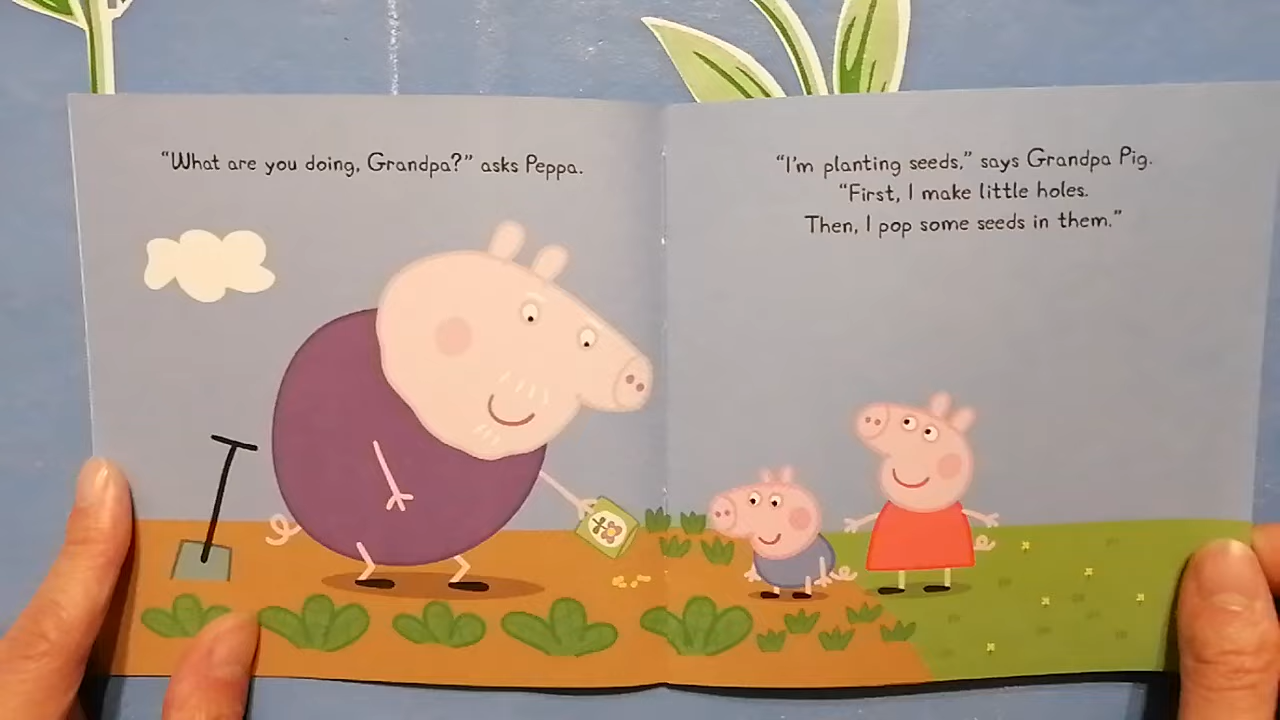 “What are you doing, Grandpa?” asks Peppa.
“I’m planting seeds,” says Grandpa Pig.
“First, I make little holes.
Then, I pop some seeds in them.”